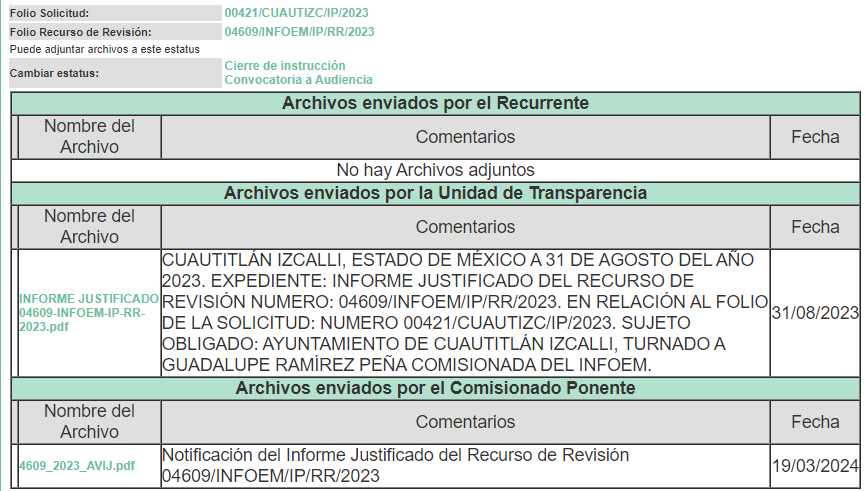 Folio Solicitud: 00421/CUAUTIZC/IP/2023
Folio Recurso de Revisión: 04609/INFOEM/IP/RR/2023
Puede adjuntar archivos a este estatus
Cambiar estatus: Cierre de instrucción
Convocatoria a Audiencia
Archivos enviados por el Recurrente
Nombre del Archivo Comentarios Fecha
No hay Archivos adjuntos
Archivos enviados por la Unidad de Transparencia
Nombre del Archivo Comentarios Fecha
INFORME JUSTIFICADO
04609-INFOEM-IP-RR-
2023.pdf
CUAUTITLÁN IZCALLI, ESTADO DE MÉXICO A 31 DE AGOSTO DEL AÑO
2023. EXPEDIENTE: INFORME JUSTIFICADO DEL RECURSO DE
REVISIÓN NUMERO: 04609/INFOEM/IP/RR/2023. EN RELACIÓN AL FOLIO
DE LA SOLICITUD: NUMERO 00421/CUAUTIZC/IP/2023. SUJETO
OBLIGADO: AYUNTAMIENTO DE CUAUTITLÁN IZCALLI, TURNADO A
GUADALUPE RAMÍREZ PEÑA COMISIONADA DEL INFOEM.
31/08/2023
Archivos enviados por el Comisionado Ponente
Nombre del Archivo Comentarios Fecha
4609_2023_AVIJ.pdf
Notificación del Informe Justificado del Recurso de Revisión
04609/INFOEM/IP/RR/2023
19/03/2024